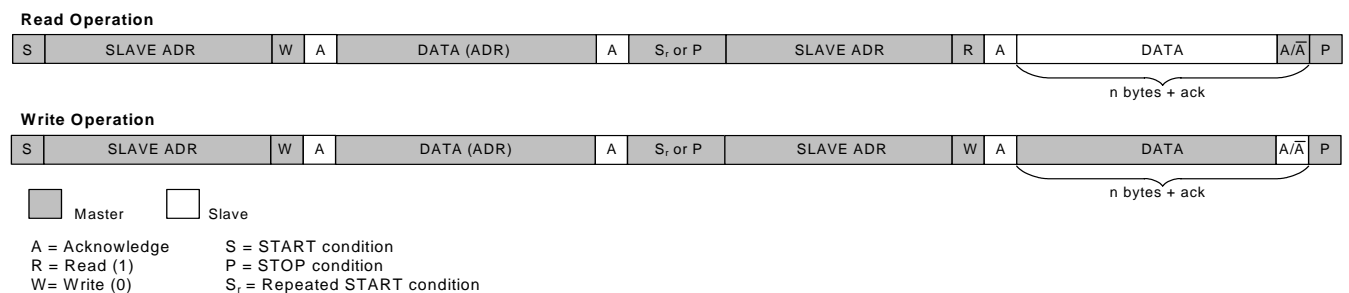 Read Operation
S SLAVE ADR W A DATA (ADR) A Sᵣ or P SLAVE ADR R A DATA A/A̅ P
n bytes + ack
Write Operation
S SLAVE ADR W A DATA (ADR) A Sᵣ or P SLAVE ADR W A DATA A/A̅ P
n bytes + ack
Master Slave
A = Acknowledge S = START condition
R = Read (1) P = STOP condition
W= Write (0) Sᵣ = Repeated START condition